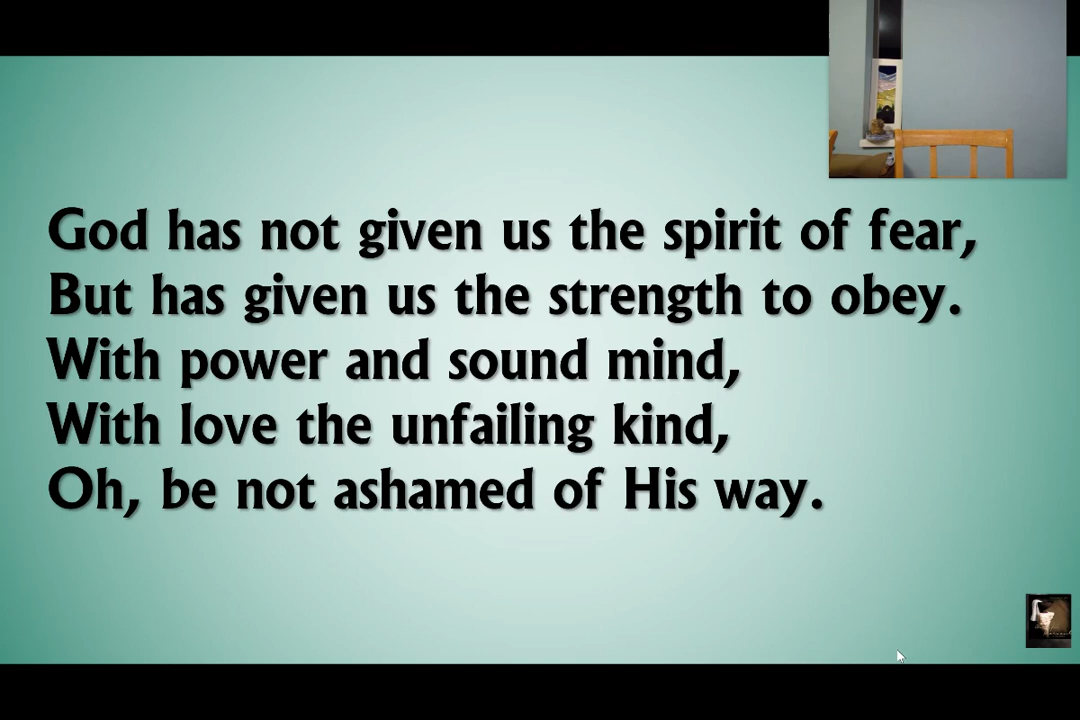 God has not given us the spirit of fear,
But has given us the strength to obey.
With power and sound mind,
With love the unfailing kind,
Oh, be not ashamed of His way.